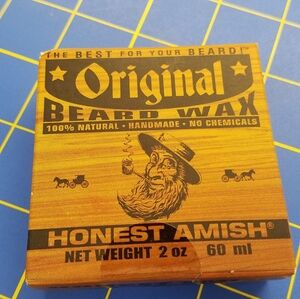 THE BEST FOR YOUR BEARD!™
Original
BEARD WAX
100% NATURAL • HANDMADE • NO CHEMICALS
HONEST AMISH®
NET WEIGHT 2 oz 60 ml